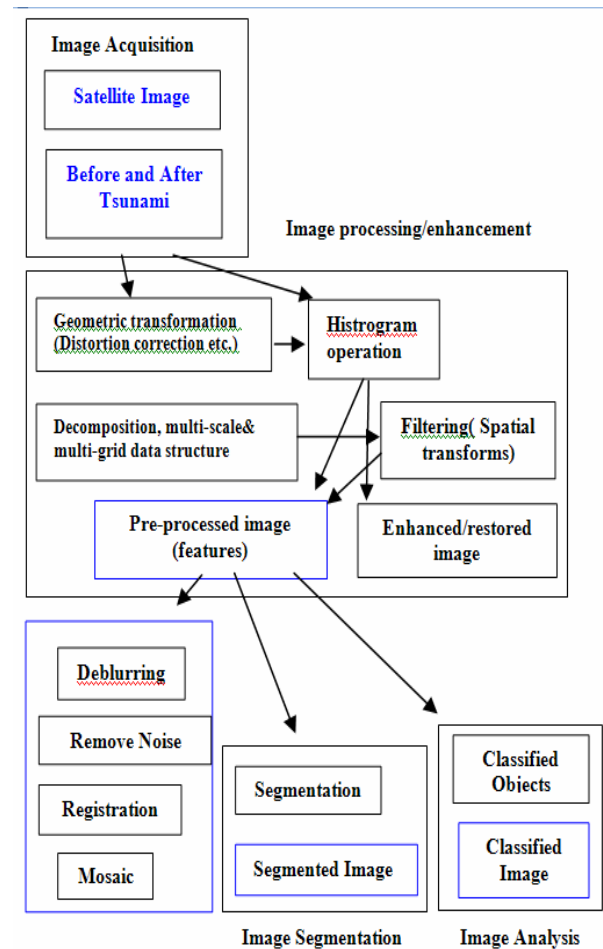 Image Acquisition
Satellite Image
Before and After
Tsunami
Image processing/enhancement
Geometric transformation
(Distortion correction etc.)
Histrogram
operation
Decomposition, multi-scale&
multi-grid data structure
Filtering( Spatial
transforms)
Pre-processed image
(features)
Enhanced/restored
image
Deblurring
Remove Noise
Registration
Mosaic
Segmentation
Segmented Image
Image Segmentation
Classified
Objects
Classified
Image
Image Analysis